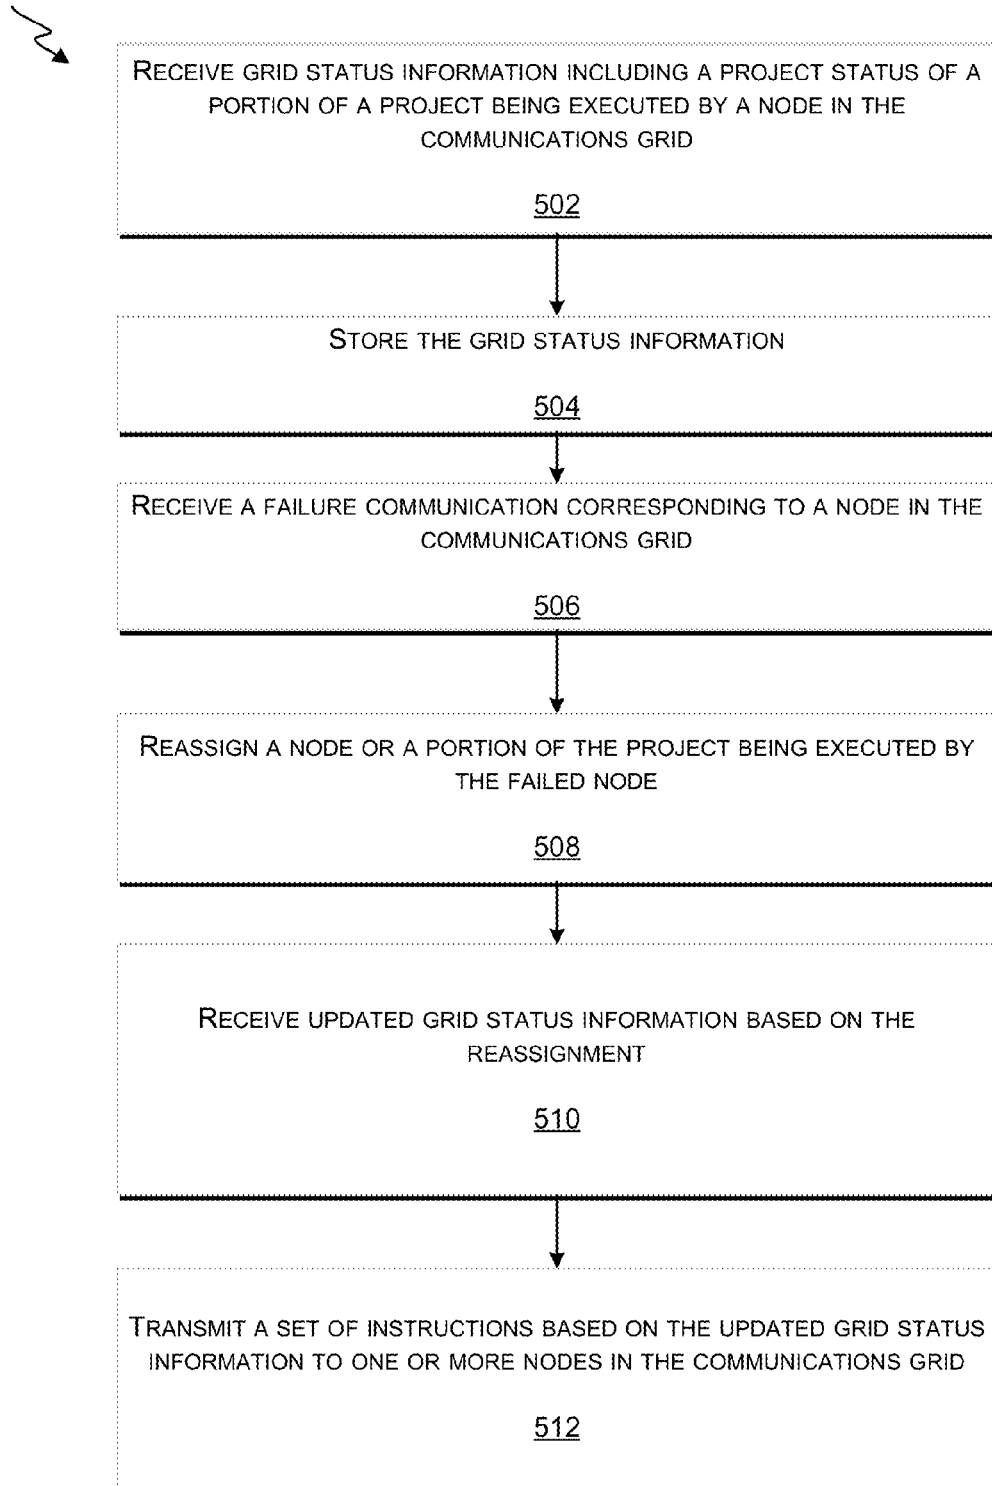 RECEIVE GRID STATUS INFORMATION INCLUDING A PROJECT STATUS OF A
PORTION OF A PROJECT BEING EXECUTED BY A NODE IN THE
COMMUNICATIONS GRID
502
STORE THE GRID STATUS INFORMATION
504
RECEIVE A FAILURE COMMUNICATION CORRESPONDING TO A NODE IN THE
COMMUNICATIONS GRID
506
REASSIGN A NODE OR A PORTION OF THE PROJECT BEING EXECUTED BY
THE FAILED NODE
508
RECEIVE UPDATED GRID STATUS INFORMATION BASED ON THE
REASSIGNMENT
510
TRANSMIT A SET OF INSTRUCTIONS BASED ON THE UPDATED GRID STATUS
INFORMATION TO ONE OR MORE NODES IN THE COMMUNICATIONS GRID
512